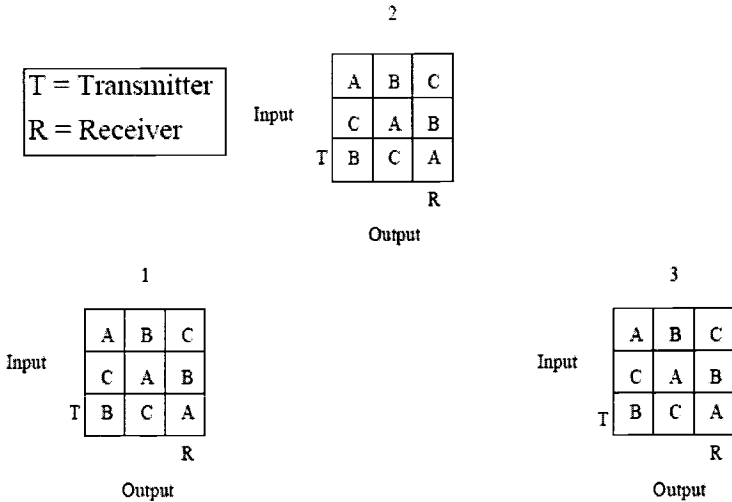 2
T = Transmitter
R = Receiver
Input
A B C
C A B
T B C A
R
Output
1
Input
A B C
C A B
T B C A
R
Output
3
Input
A B C
C A B
T B C A
R
Output